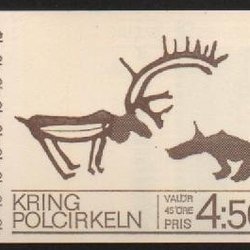 KRING
POLCIRKELN
VALÖR
45 ÖRE
PRIS
4:50